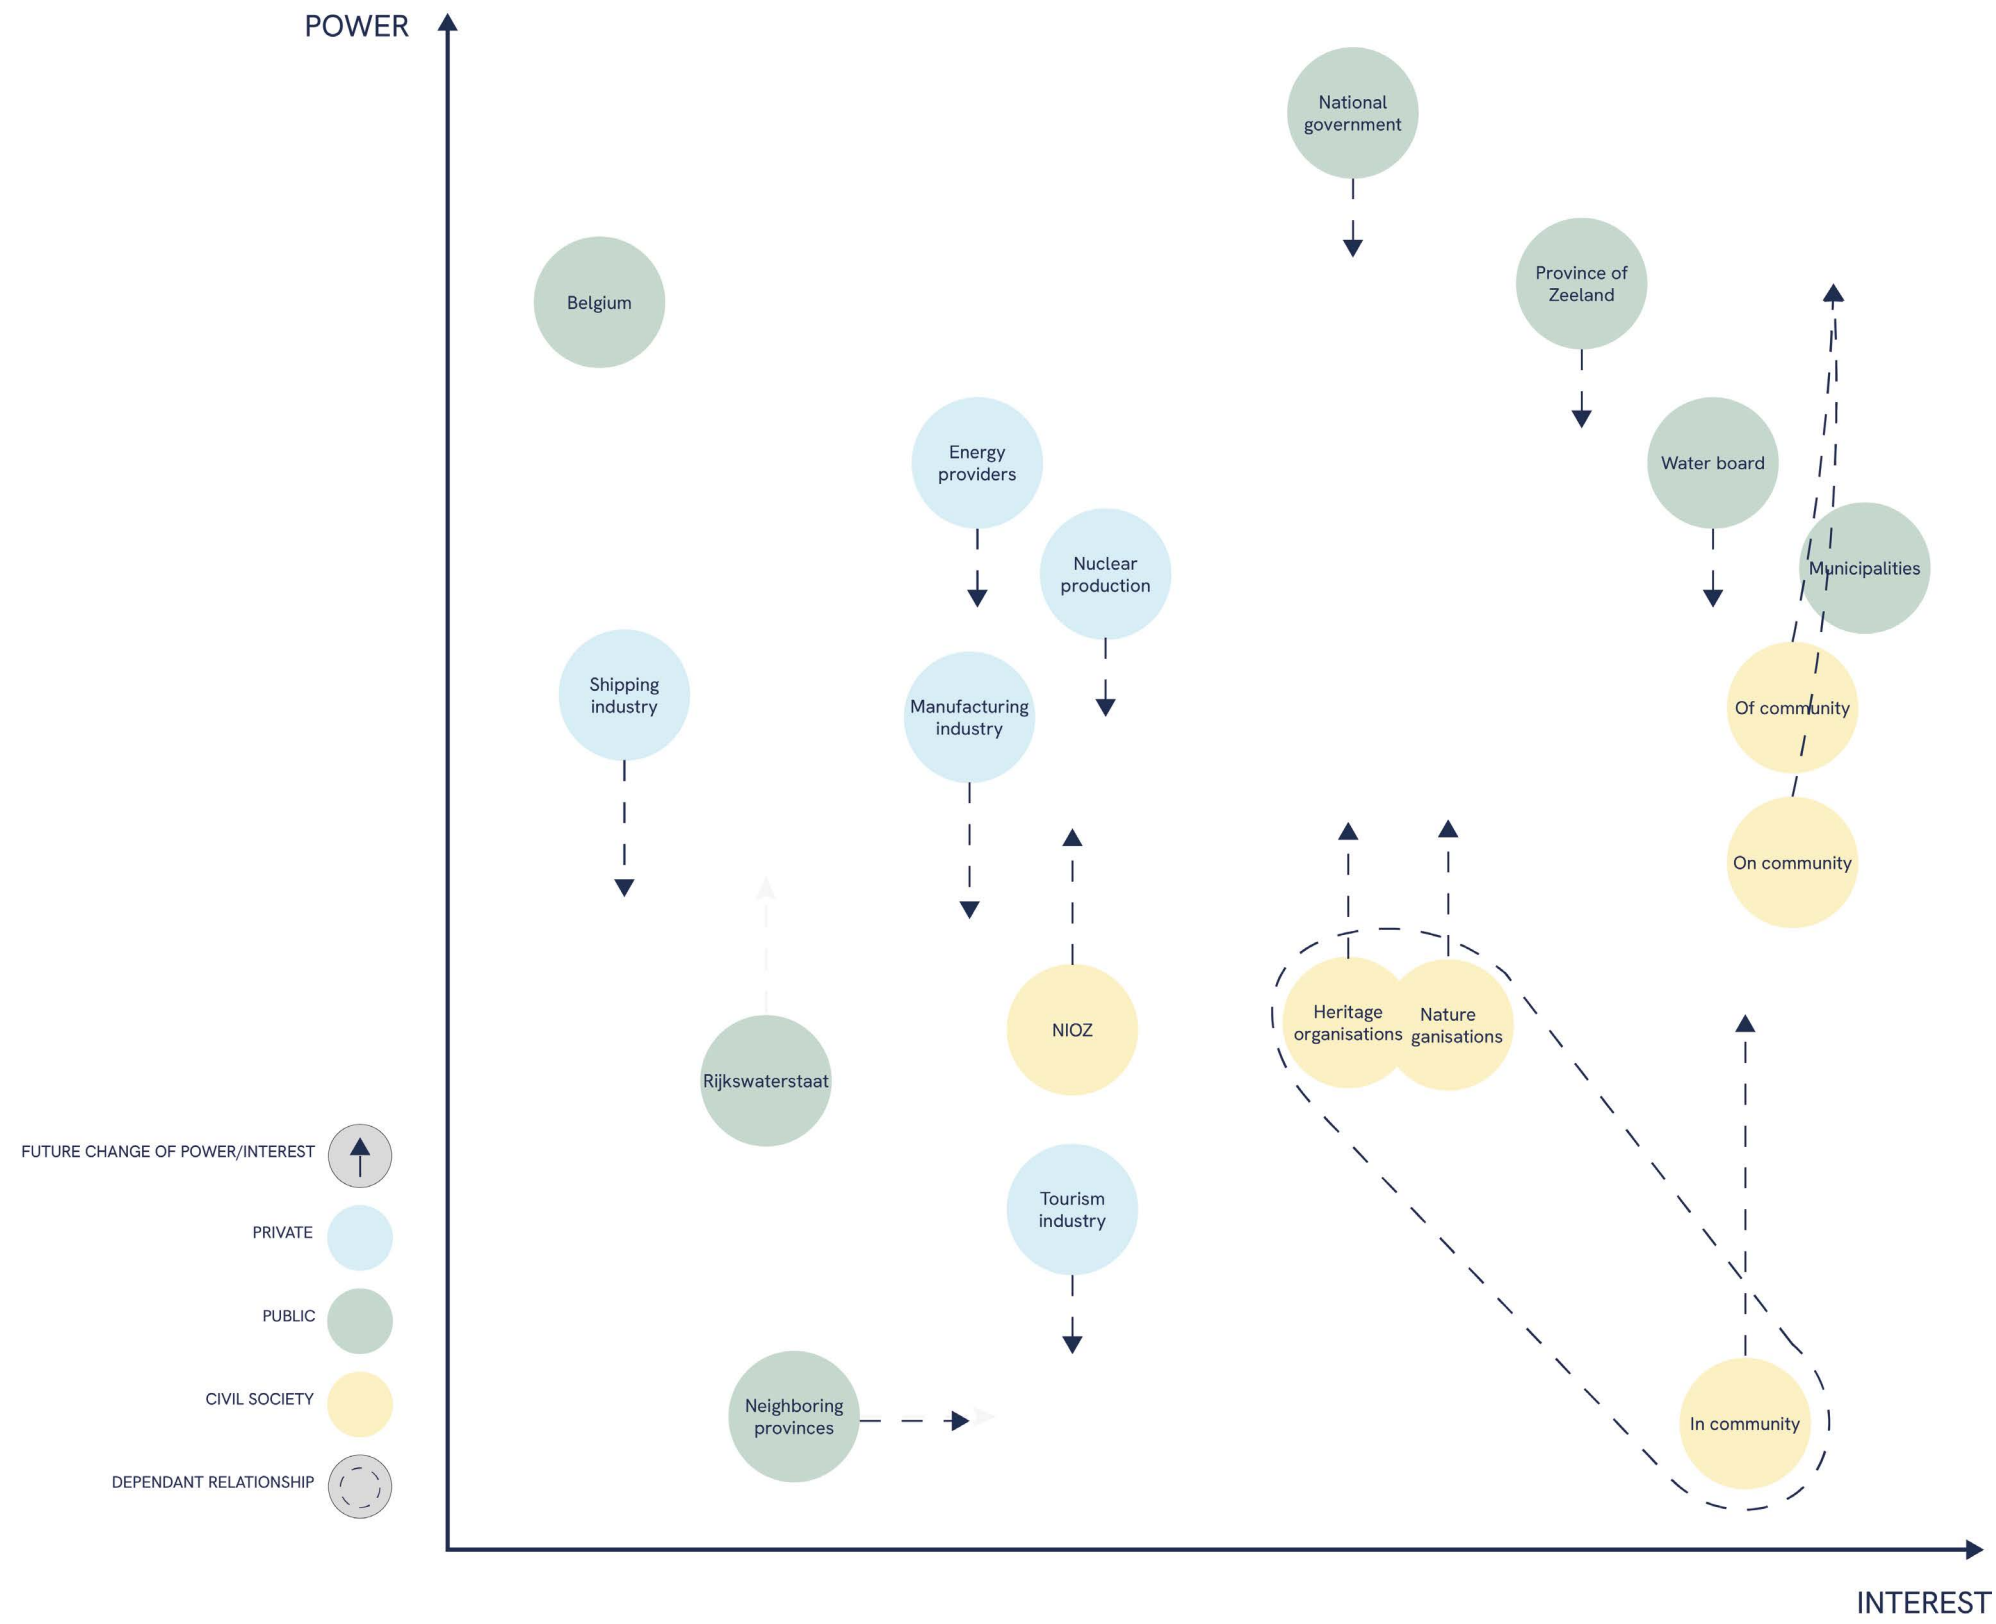 POWER
National
government
Province of
Zeeland
Belgium
Energy
providers
Water board
Nuclear
production
Municipalities
Shipping
industry
Manufacturing
industry
Of community
On community
Heritage
organisations
Nature
ganisations
NIOZ
Rijkswaterstaat
Tourism
industry
Neighboring
provinces
In community
FUTURE CHANGE OF POWER/INTEREST
PRIVATE
PUBLIC
CIVIL SOCIETY
DEPENDANT RELATIONSHIP
INTEREST